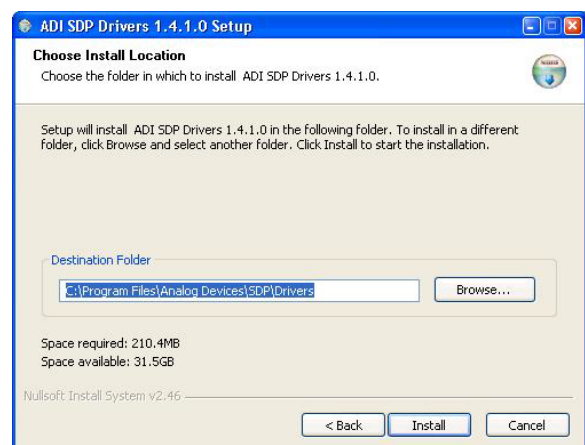 ADI SDP Drivers 1.4.1.0 Setup
Choose Install Location
Choose the folder in which to install ADI SDP Drivers 1.4.1.0.
Setup will install ADI SDP Drivers 1.4.1.0 in the following folder. To install in a different
folder, click Browse and select another folder. Click Install to start the installation.
Destination Folder
C:\Program Files\Analog Devices\SDP\Drivers
Browse...
Space required: 210.4MB
Space available: 31.5GB
Nullsoft Install System v2.46
< Back
Install
Cancel